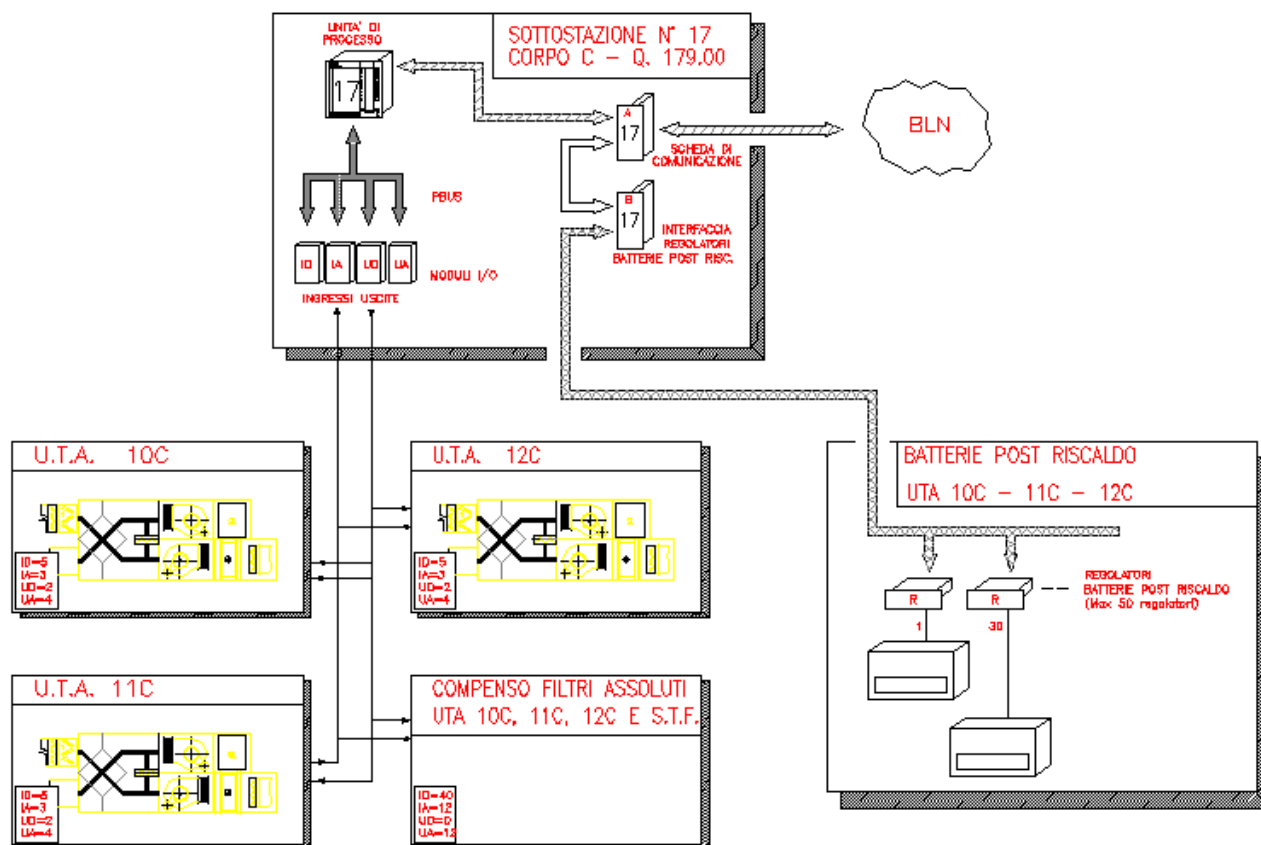 UNITA' DI
PROCESSO
17
SOTTOSTAZIONE N° 17
CORPO C – Q. 179.00
A
17
SCHEDA DI
COMUNICAZIONE
BLN
PBUS
B
17
INTERFACCIA
REGOLATORI
BATTERIE POST RISC.
ID IA UD UA
MODULI I/O
INGRESSI USCITE
U.T.A. 10C
ID=5
IA=3
UD=2
UA=4
U.T.A. 12C
ID=5
IA=3
UD=2
UA=4
BATTERIE POST RISCALDO
UTA 10C – 11C – 12C
R R
1 30
REGOLATORI
BATTERIE POST RISCALDO
(Max 50 regolatori)
U.T.A. 11C
ID=5
IA=3
UD=2
UA=4
COMPENSO FILTRI ASSOLUTI
UTA 10C, 11C, 12C E S.T.F.
ID=40
IA=12
UD=0
UA=12